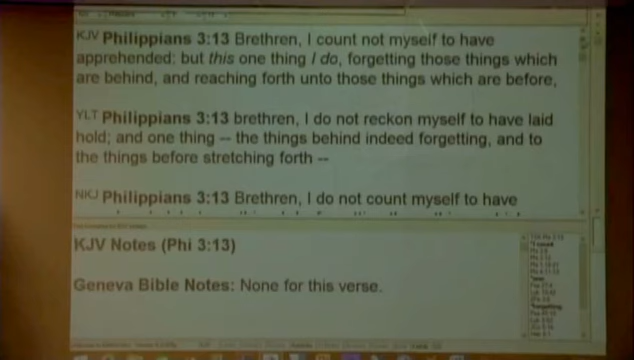 KJV Philippians 3:13 Brethren, I count not myself to have
apprehended: but this one thing I do, forgetting those things which
are behind, and reaching forth unto those things which are before,
YLT Philippians 3:13 brethren, I do not reckon myself to have laid
hold; and one thing -- the things behind indeed forgetting, and to
the things before stretching forth --
NKJ Philippians 3:13 Brethren, I do not count myself to have
KJV Notes (Phi 3:13)
Geneva Bible Notes: None for this verse.